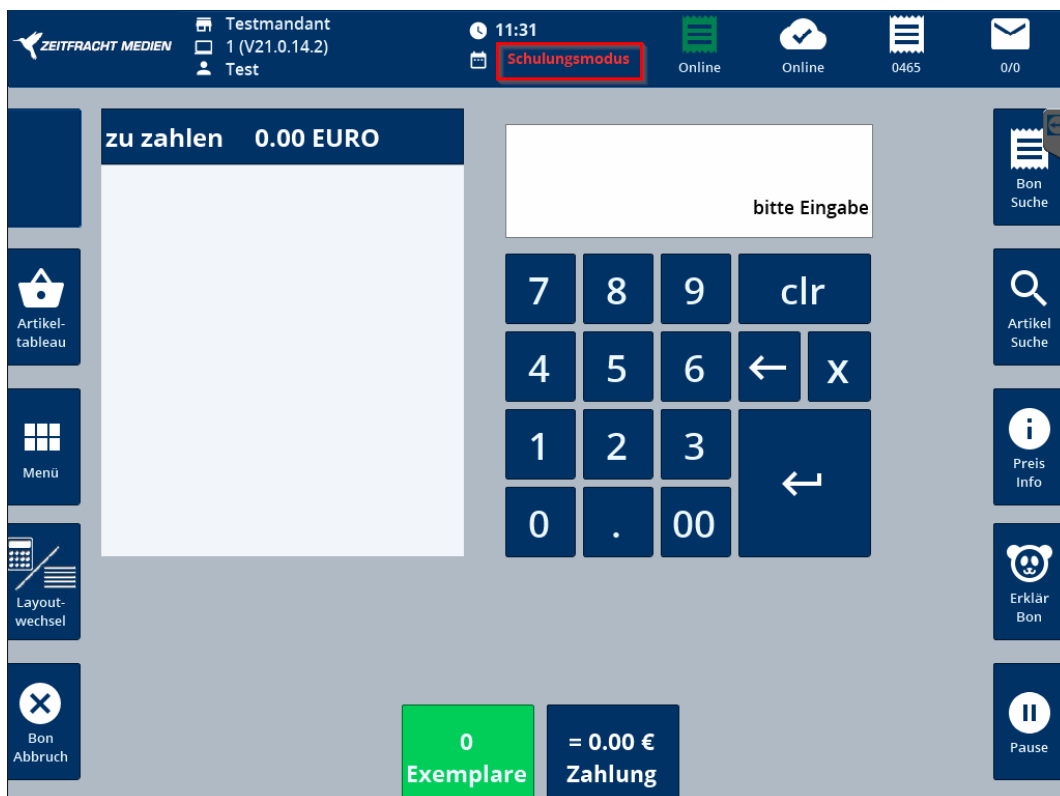 ZEITFRACHT MEDIEN
Testmandant
1 (V21.0.14.2)
Test
11:31
Schulungsmodus
Online
Online
0465
0/0
zu zahlen 0.00 EURO
bitte Eingabe
7 8 9 clr
4 5 6 ← x
1 2 3
0 . 00
Artikel-
tableau
Menü
Layout-
wechsel
Bon
Abbruch
Bon
Suche
Artikel
Suche
Preis
Info
Erklär
Bon
Pause
0
Exemplare
= 0.00 €
Zahlung